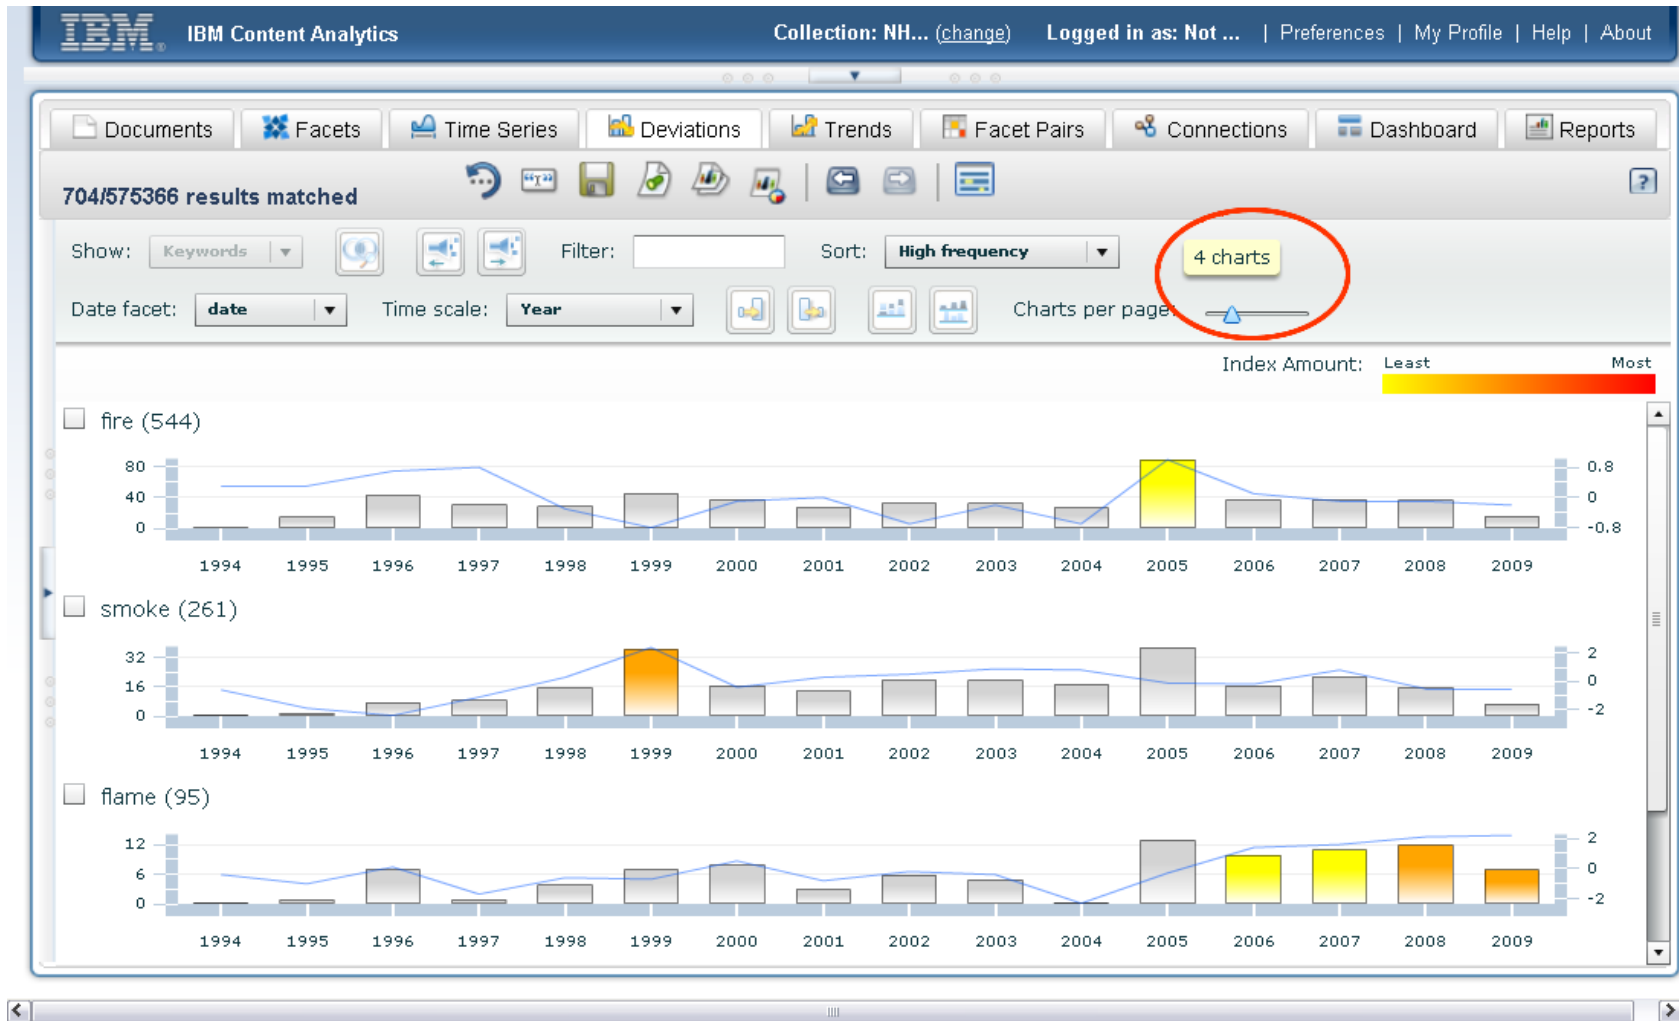 IBM® IBM Content Analytics Collection: NH... (change) Logged in as: Not ... | Preferences | My Profile | Help | About
Documents Facets Time Series Deviations Trends Facet Pairs Connections Dashboard Reports
704/575366 results matched "T" ?
Show: Keywords Filter: Sort: High frequency 4 charts
Date facet: date Time scale: Year Charts per page:
Index Amount: Least Most
fire (544)
80 0.8
40 0
0 -0.8
1994 1995 1996 1997 1998 1999 2000 2001 2002 2003 2004 2005 2006 2007 2008 2009
smoke (261)
32 2
16 0
0 -2
1994 1995 1996 1997 1998 1999 2000 2001 2002 2003 2004 2005 2006 2007 2008 2009
flame (95)
12 2
6 0
0 -2
1994 1995 1996 1997 1998 1999 2000 2001 2002 2003 2004 2005 2006 2007 2008 2009